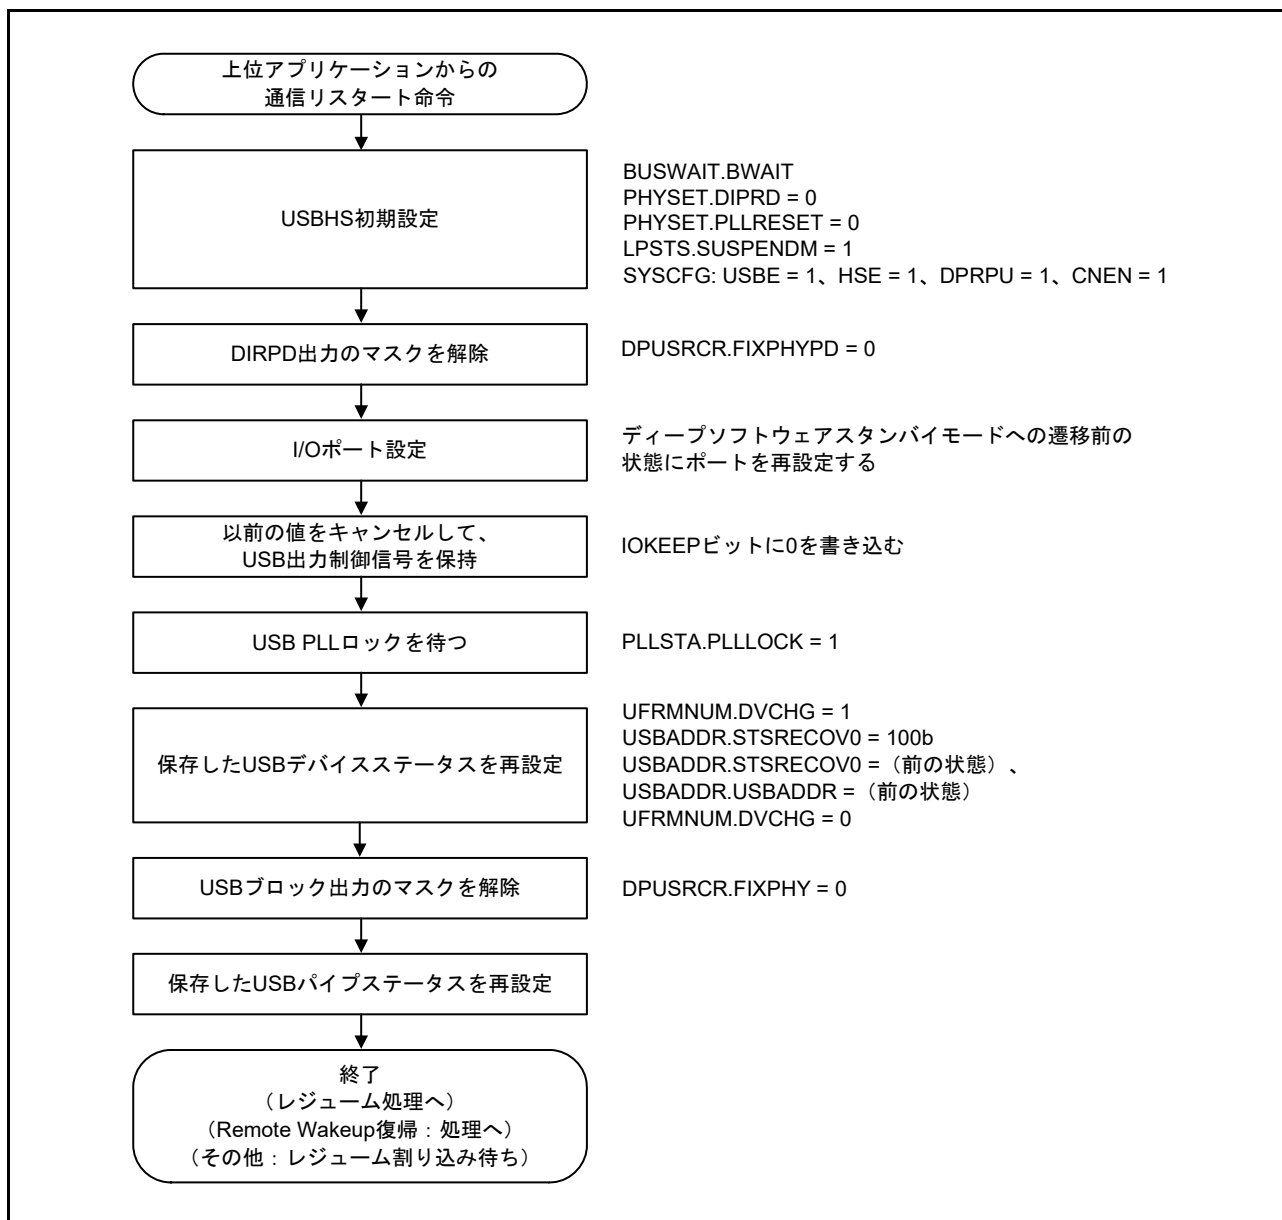 上位アプリケーションからの
通信リスタート命令
USBHS初期設定
BUSWAIT.BWAIT
PHYSET.DIPRD = 0
PHYSET.PLLRESET = 0
LPSTS.SUSPENDM = 1
SYSCFG: USBE = 1、HSE = 1、DPRPU = 1、CNEN = 1
DIRPD出力のマスクを解除
DPUSRCR.FIXPHYPD = 0
I/Oポート設定
ディープソフトウェアスタンバイモードへの遷移前の
状態にポートを再設定する
以前の値をキャンセルして、
USB出力制御信号を保持
IOKEEPビットに0を書き込む
USB PLLロックを待つ
PLLSTA.PLLLOCK = 1
保存したUSBデバイスステータスを再設定
UFRMNUM.DVCHG = 1
USBADDR.STSRECOV0 = 100b
USBADDR.STSRECOV0 =（前の状態）、
USBADDR.USBADDR =（前の状態）
UFRMNUM.DVCHG = 0
USBブロック出力のマスクを解除
DPUSRCR.FIXPHY = 0
保存したUSBパイプステータスを再設定
終了
（レジューム処理へ）
（Remote Wakeup復帰：処理へ）
（その他：レジューム割り込み待ち）